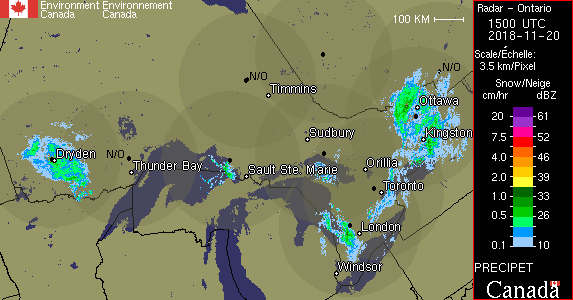 Environment Environnement
Canada Canada
100 KM
N/O
Timmins
N/O
Ottawa
Sudbury
Kingston
N/O
Dryden
Thunder Bay
Sault Ste. Marie
Orillia
Toronto
London
Windsor
Radar - Ontario
1500 UTC
2018-11-20
Scale/Échelle:
3.5 km/Pixel
Snow/Neige
cm/hr dBZ
20 61
7.5 52
4.0 46
2.0 39
1.0 33
0.5 26
0.1 10
PRECIPET
Canada